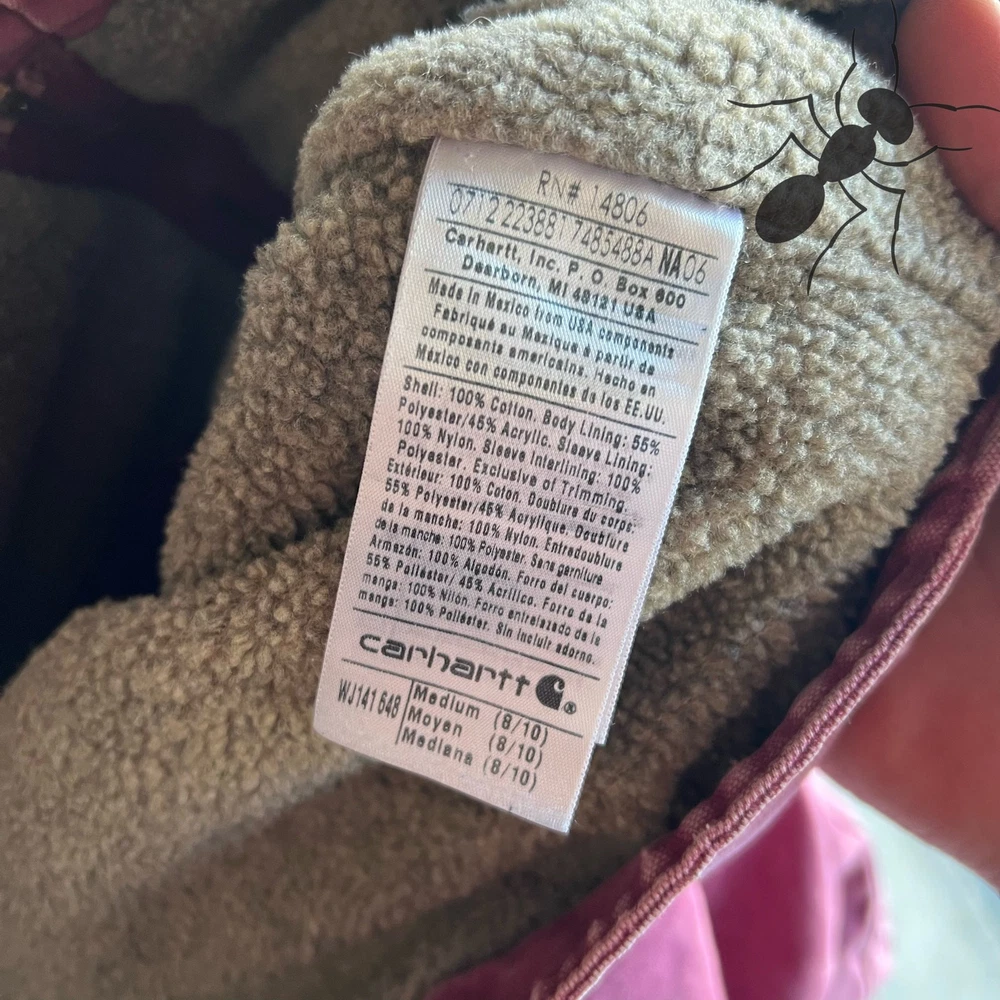 RN# 14806
0712223881 7485488A NA06
Carhartt, Inc. P. O. Box 600
Dearborn, MI 48121 USA
Made in Mexico from USA components
Fabriqué au Mexique à partir de
composants americains. Hecho en
México con componentes de los EE.UU.
Shell: 100% Cotton. Body Lining: 55%
Polyester/45% Acrylic. Sleeve Lining:
100% Nylon. Sleeve Interlining: 100%
Polyester. Exclusive of Trimming.
Extérieur: 100% Coton. Doublure du corps:
55% Polyester/45% Acrylique. Doublure
de la manche: 100% Nylon. Entredoublure
de la manche: 100% Polyester. Sans garniture.
Armazón: 100% Algodón. Forro del cuerpo:
55% Poliéster/ 45% Acrílico. Forro de la
manga: 100% Nilón. Forro entrelazado de la
manga: 100% Poliéster. Sin incluir adorno.
carhartt ®
WJ141 648
Medium (8/10)
Moyen (8/10)
Mediana (8/10)